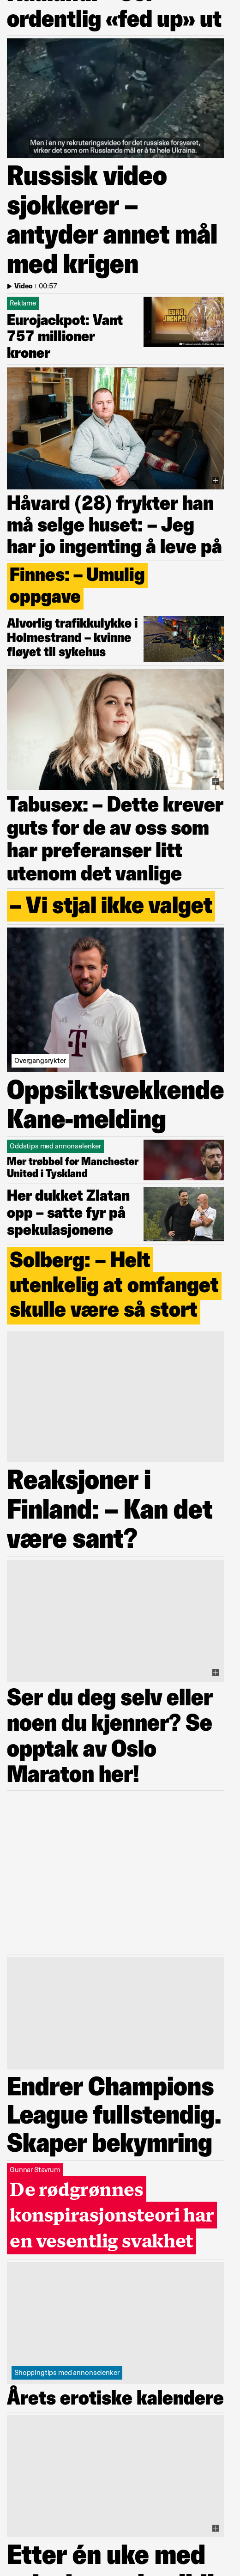 ordentlig «fed up» ut
Men i en ny rekruteringsvideo for det russiske forsvaret,
virker det som om Russlands mål er å ta hele Ukraina.
Russisk video
sjokkerer –
antyder annet mål
med krigen
Video | 00:57
Reklame
Eurojackpot: Vant
757 millioner
kroner
EURO
JACKPOT
Håvard (28) frykter han
må selge huset: – Jeg
har jo ingenting å leve på
Finnes: – Umulig
oppgave
Alvorlig trafikkulykke i
Holmestrand – kvinne
fløyet til sykehus
Tabusex: – Dette krever
guts for de av oss som
har preferanser litt
utenom det vanlige
– Vi stjal ikke valget
T
Overgangsrykter
Oppsiktsvekkende
Kane-melding
Oddstips med annonselenker
Mer trøbbel for Manchester
United i Tyskland
Her dukket Zlatan
opp – satte fyr på
spekulasjonene
Solberg: – Helt
utenkelig at omfanget
skulle være så stort
Reaksjoner i
Finland: – Kan det
være sant?
Ser du deg selv eller
noen du kjenner? Se
opptak av Oslo
Maraton her!
Endrer Champions
League fullstendig.
Skaper bekymring
Gunnar Stavrum
De rødgrønnes
konspirasjonsteori har
en vesentlig svakhet
Shoppingtips med annonselenker
Årets erotiske kalendere
Etter én uke med